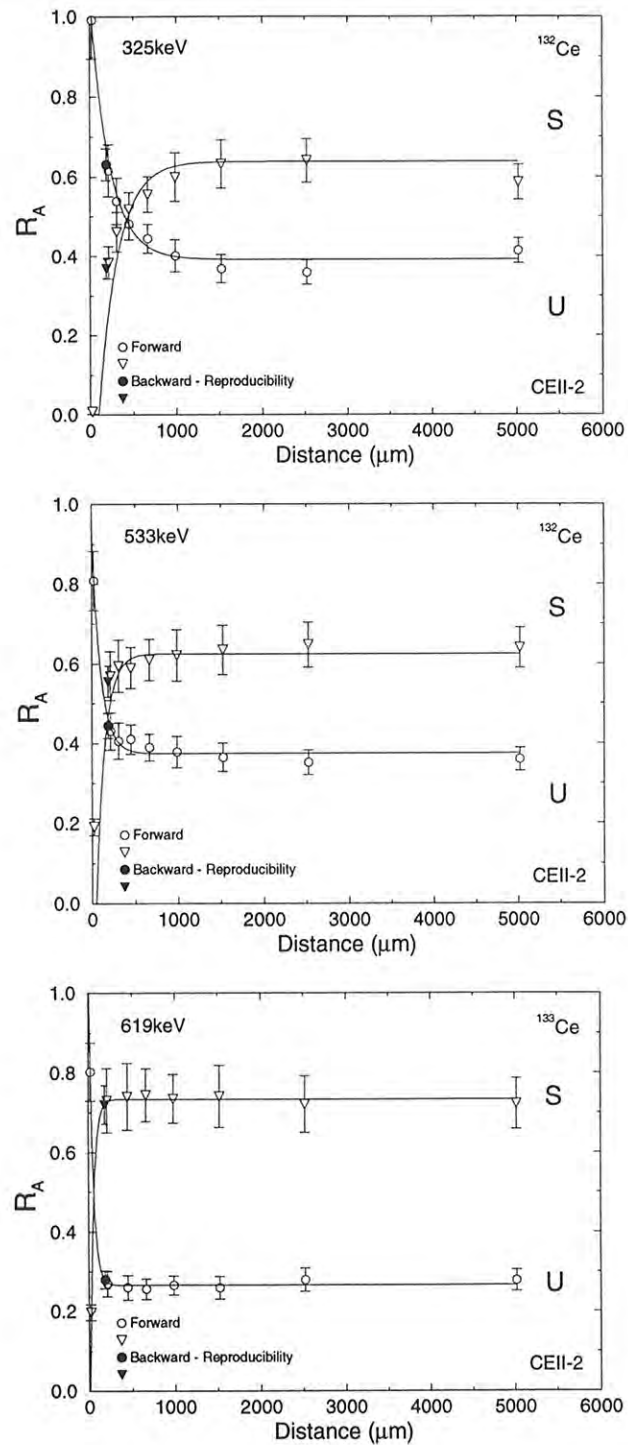 325keV
132Ce
1.0
0.8
0.6
0.4
0.2
0.0
R_A
S
U
Forward
Backward - Reproducibility
CEII-2
0 1000 2000 3000 4000 5000 6000
Distance (μm)
533keV
132Ce
1.0
0.8
0.6
0.4
0.2
0.0
R_A
S
U
Forward
Backward - Reproducibility
CEII-2
0 1000 2000 3000 4000 5000 6000
Distance (μm)
619keV
133Ce
1.0
0.8
0.6
0.4
0.2
0.0
R_A
S
U
Forward
Backward - Reproducibility
CEII-2
0 1000 2000 3000 4000 5000 6000
Distance (μm)